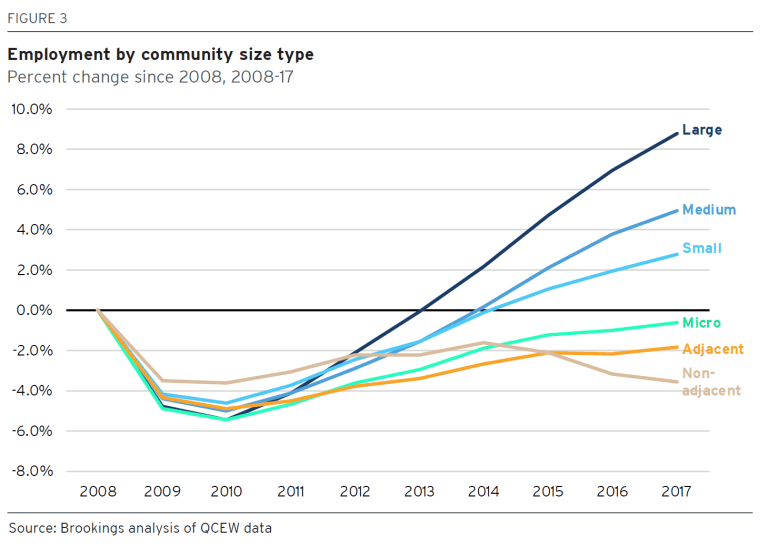 FIGURE 3
Employment by community size type
Percent change since 2008, 2008-17
10.0%
8.0%
6.0%
4.0%
2.0%
0.0%
-2.0%
-4.0%
-6.0%
-8.0%
Large
Medium
Small
Micro
Adjacent
Non-
adjacent
2008 2009 2010 2011 2012 2013 2014 2015 2016 2017
Source: Brookings analysis of QCEW data